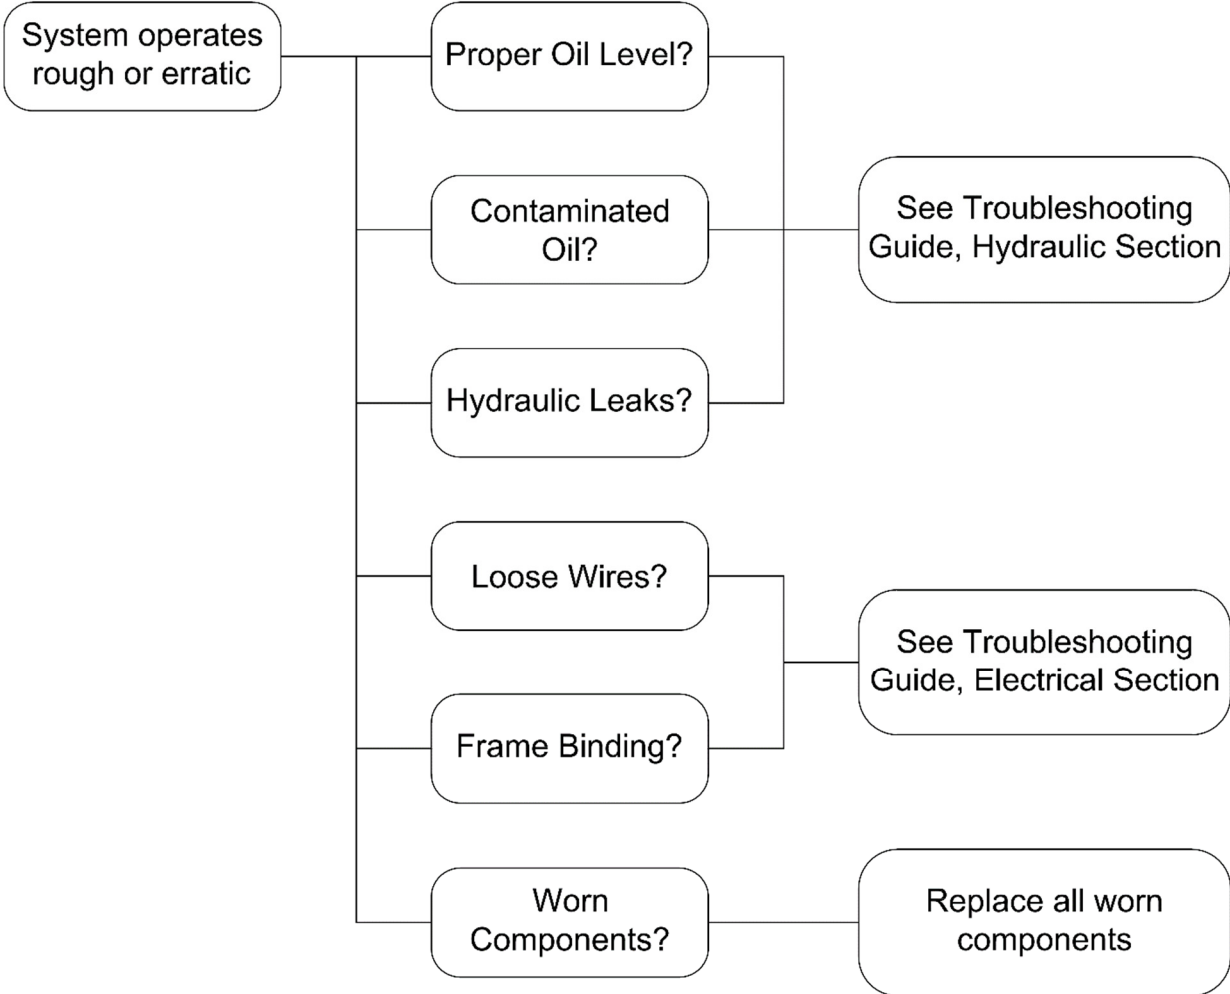 System operates
rough or erratic
Proper Oil Level?
Contaminated
Oil?
See Troubleshooting
Guide, Hydraulic Section
Hydraulic Leaks?
Loose Wires?
See Troubleshooting
Guide, Electrical Section
Frame Binding?
Worn
Components?
Replace all worn
components